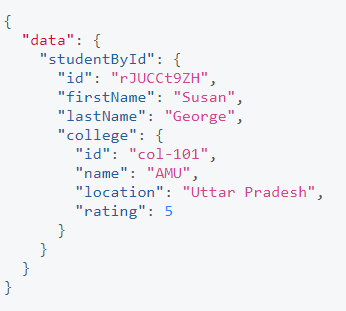 {
  "data": {
    "studentById": {
      "id": "rJUCCt9ZH",
      "firstName": "Susan",
      "lastName": "George",
      "college": {
        "id": "col-101",
        "name": "AMU",
        "location": "Uttar Pradesh",
        "rating": 5
      }
    }
  }
}